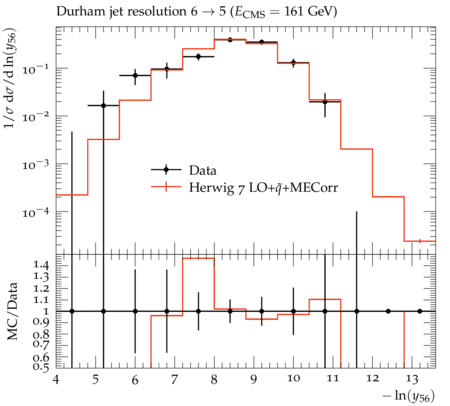 Durham jet resolution 6 → 5 (E_CMS = 161 GeV)
1/σ dσ/d ln(y_56)
10^−1
10^−2
10^−3
10^−4
Data
Herwig 7 LO+q̄+MECorr
MC/Data
1.4
1.3
1.2
1.1
1
0.9
0.8
0.7
0.6
0.5
4 5 6 7 8 9 10 11 12 13
− ln(y_56)